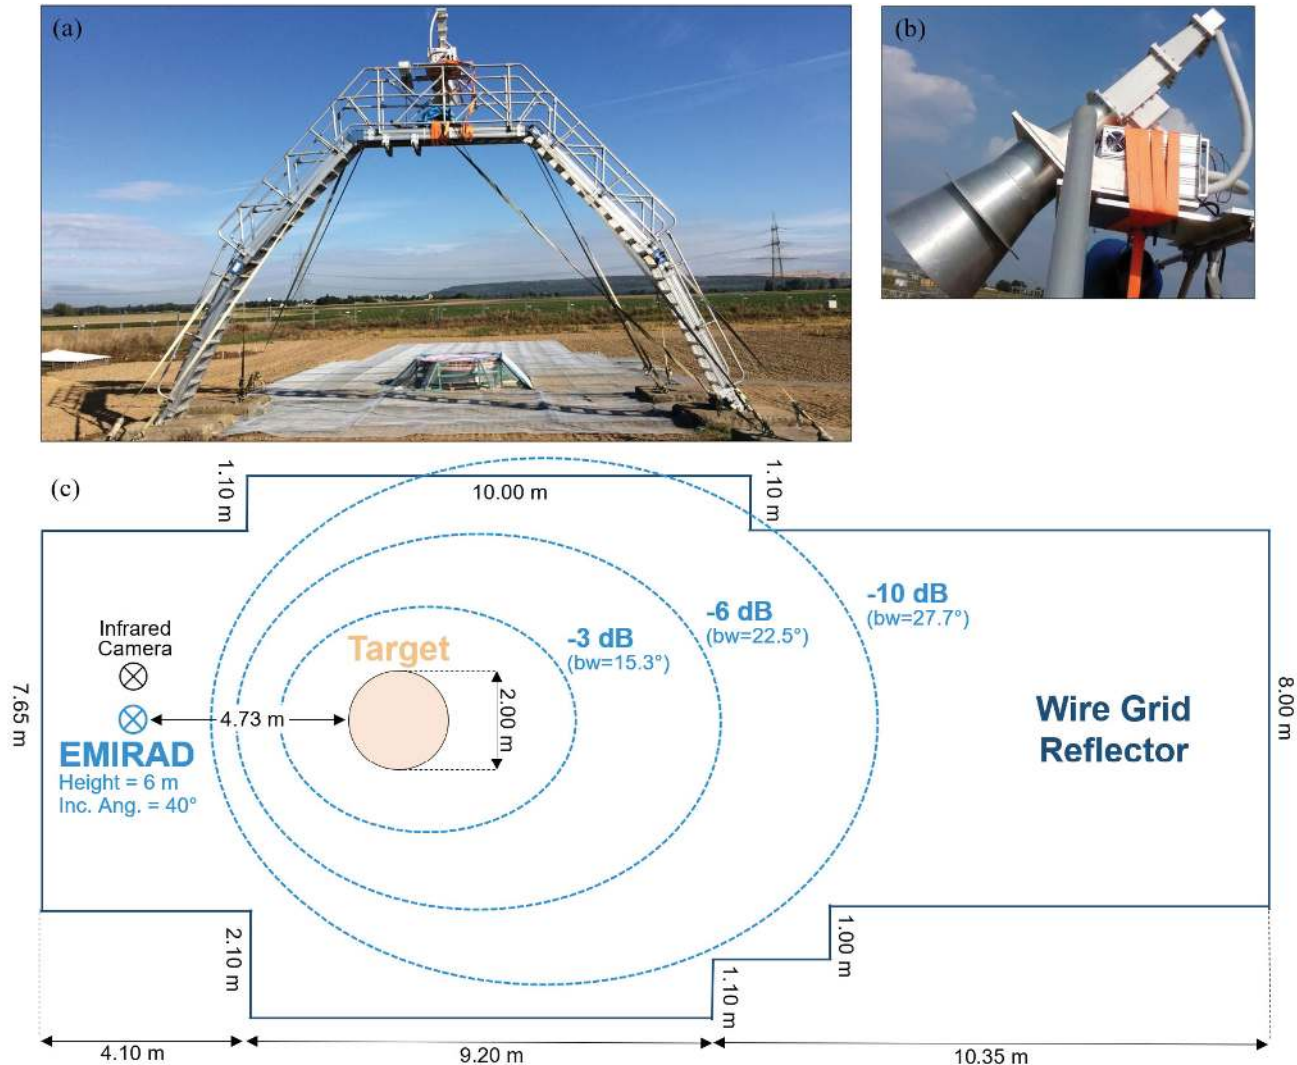 (a)
(b)
(c)
1.10 m
10.00 m
1.10 m
-10 dB
(bw=27.7°)
-6 dB
(bw=22.5°)
-3 dB
(bw=15.3°)
Infrared
Camera
Target
7.65 m
4.73 m
2.00 m
EMIRAD
Height = 6 m
Inc. Ang. = 40°
Wire Grid
Reflector
8.00 m
2.10 m
1.10 m
1.00 m
4.10 m
9.20 m
10.35 m